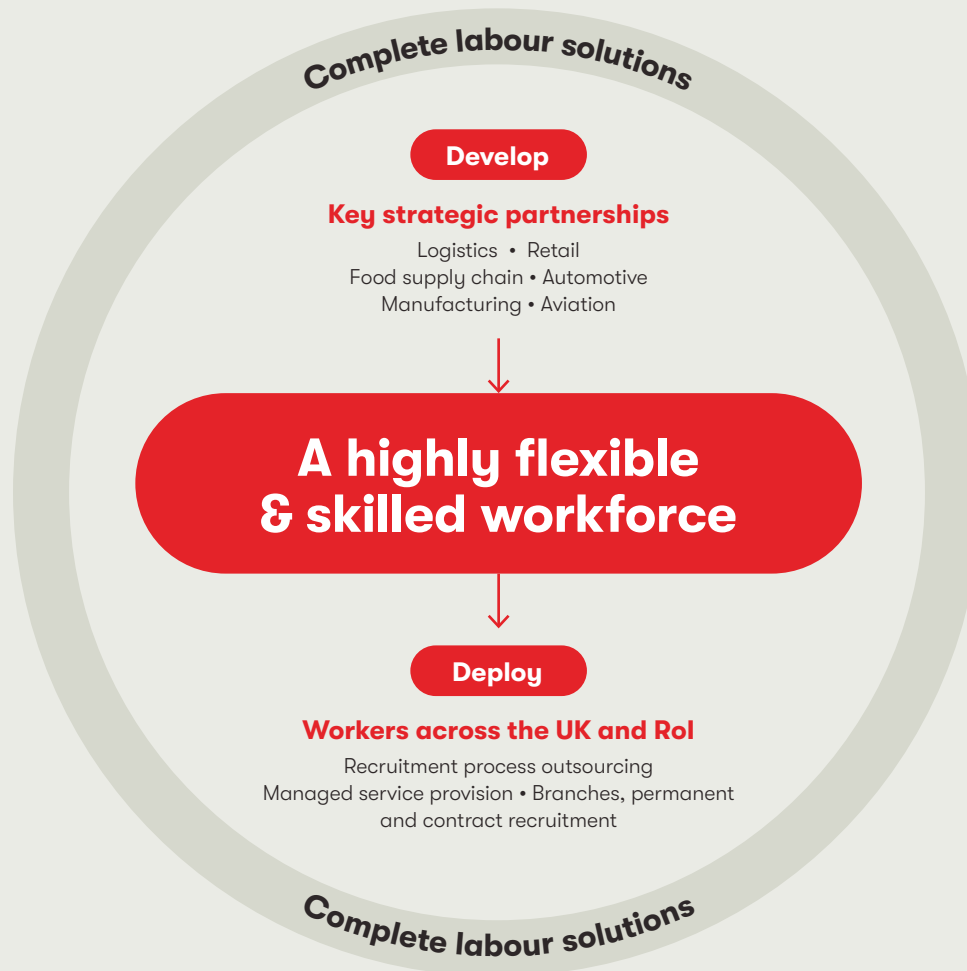 Complete labour solutions
Develop
Key strategic partnerships
Logistics • Retail
Food supply chain • Automotive
Manufacturing • Aviation
A highly flexible
& skilled workforce
Deploy
Workers across the UK and RoI
Recruitment process outsourcing
Managed service provision • Branches, permanent
and contract recruitment
Complete labour solutions